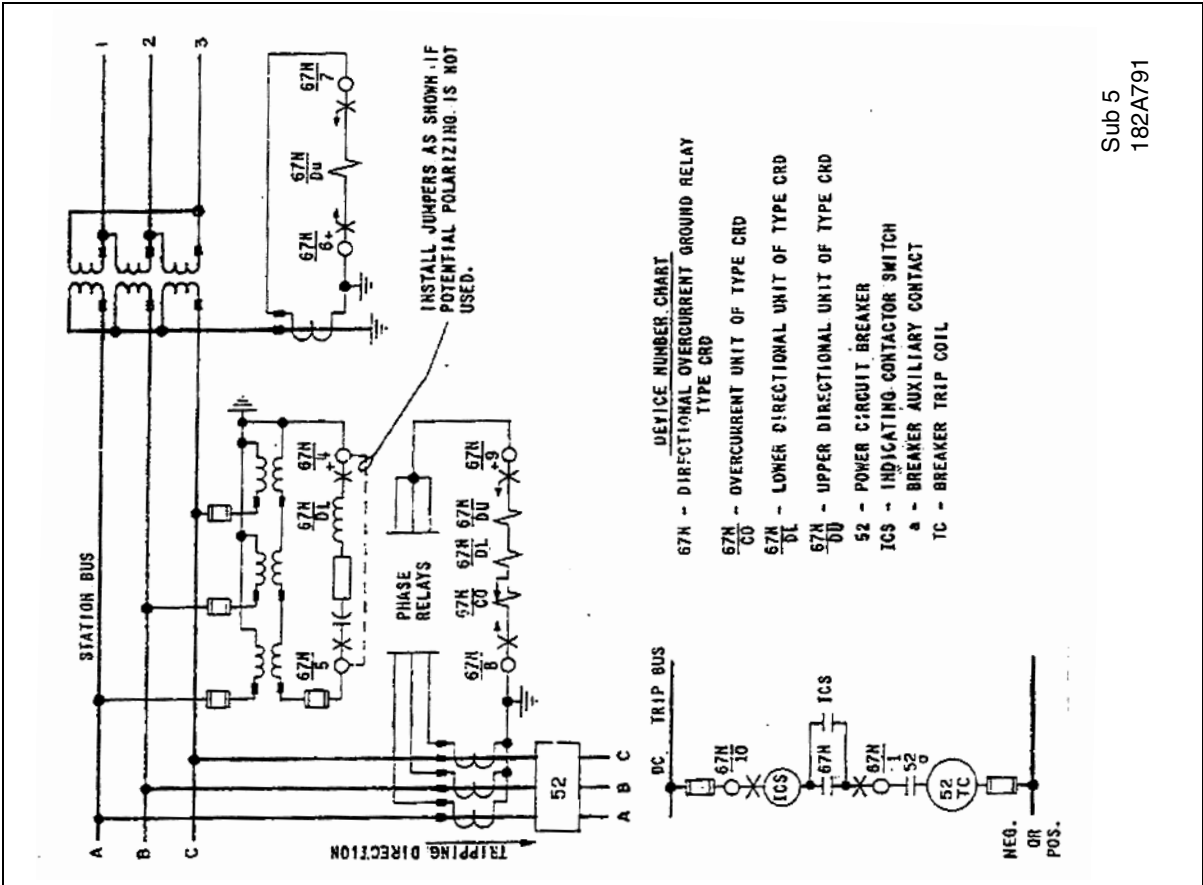 1
2
3
STATION BUS
A
B
C
67N
7
67N
Du
67N
6+
INSTALL JUMPERS AS SHOWN IF
POTENTIAL POLARIZING IS NOT
USED.
67N
4
+
67N
DL
67N
5
PHASE
RELAYS
67N
+9
67N
DU
67N
DL
67N
CO
67N
8
52
A
B
C
TRIPPING DIRECTION
DEVICE NUMBER CHART
67N - DIRECTIONAL OVERCURRENT GROUND RELAY
TYPE CRD
67N
CO - OVERCURRENT UNIT OF TYPE CRD
67N
DL - LOWER DIRECTIONAL UNIT OF TYPE CRD
67N
DU - UPPER DIRECTIONAL UNIT OF TYPE CRD
52 - POWER CIRCUIT BREAKER
ICS - INDICATING CONTACTOR SWITCH
a - BREAKER AUXILIARY CONTACT
TC - BREAKER TRIP COIL
DC. TRIP BUS
67N
10
ICS
67N
ICS
67N
1
52
a
52
TC
NEG.
OR
POS.
Sub 5
182A791